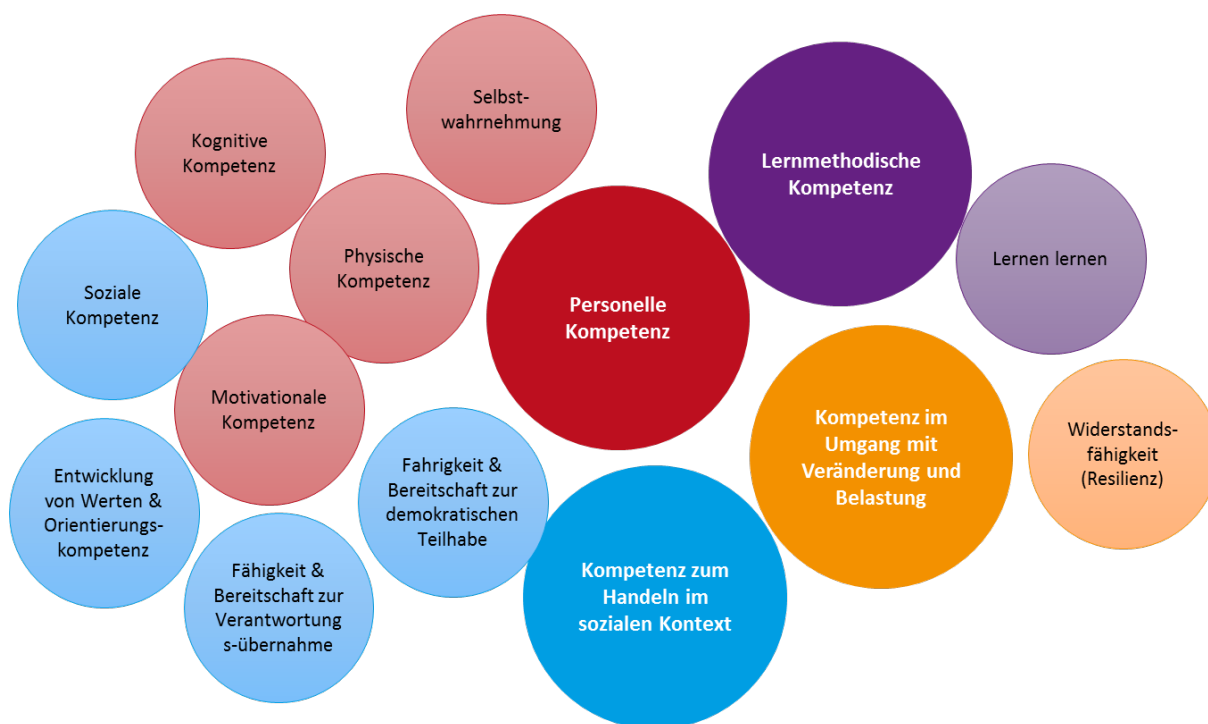 Selbst-
wahrnehmung
Kognitive
Kompetenz
Lernmethodische
Kompetenz
Physische
Kompetenz
Lernen lernen
Soziale
Kompetenz
Personelle
Kompetenz
Motivationale
Kompetenz
Kompetenz im
Umgang mit
Veränderung und
Belastung
Widerstands-
fähigkeit
(Resilienz)
Entwicklung
von Werten &
Orientierungs-
kompetenz
Fahrigkeit &
Bereitschaft zur
demokratischen
Teilhabe
Fähigkeit &
Bereitschaft zur
Verantwortung
s-übernahme
Kompetenz zum
Handeln im
sozialen Kontext